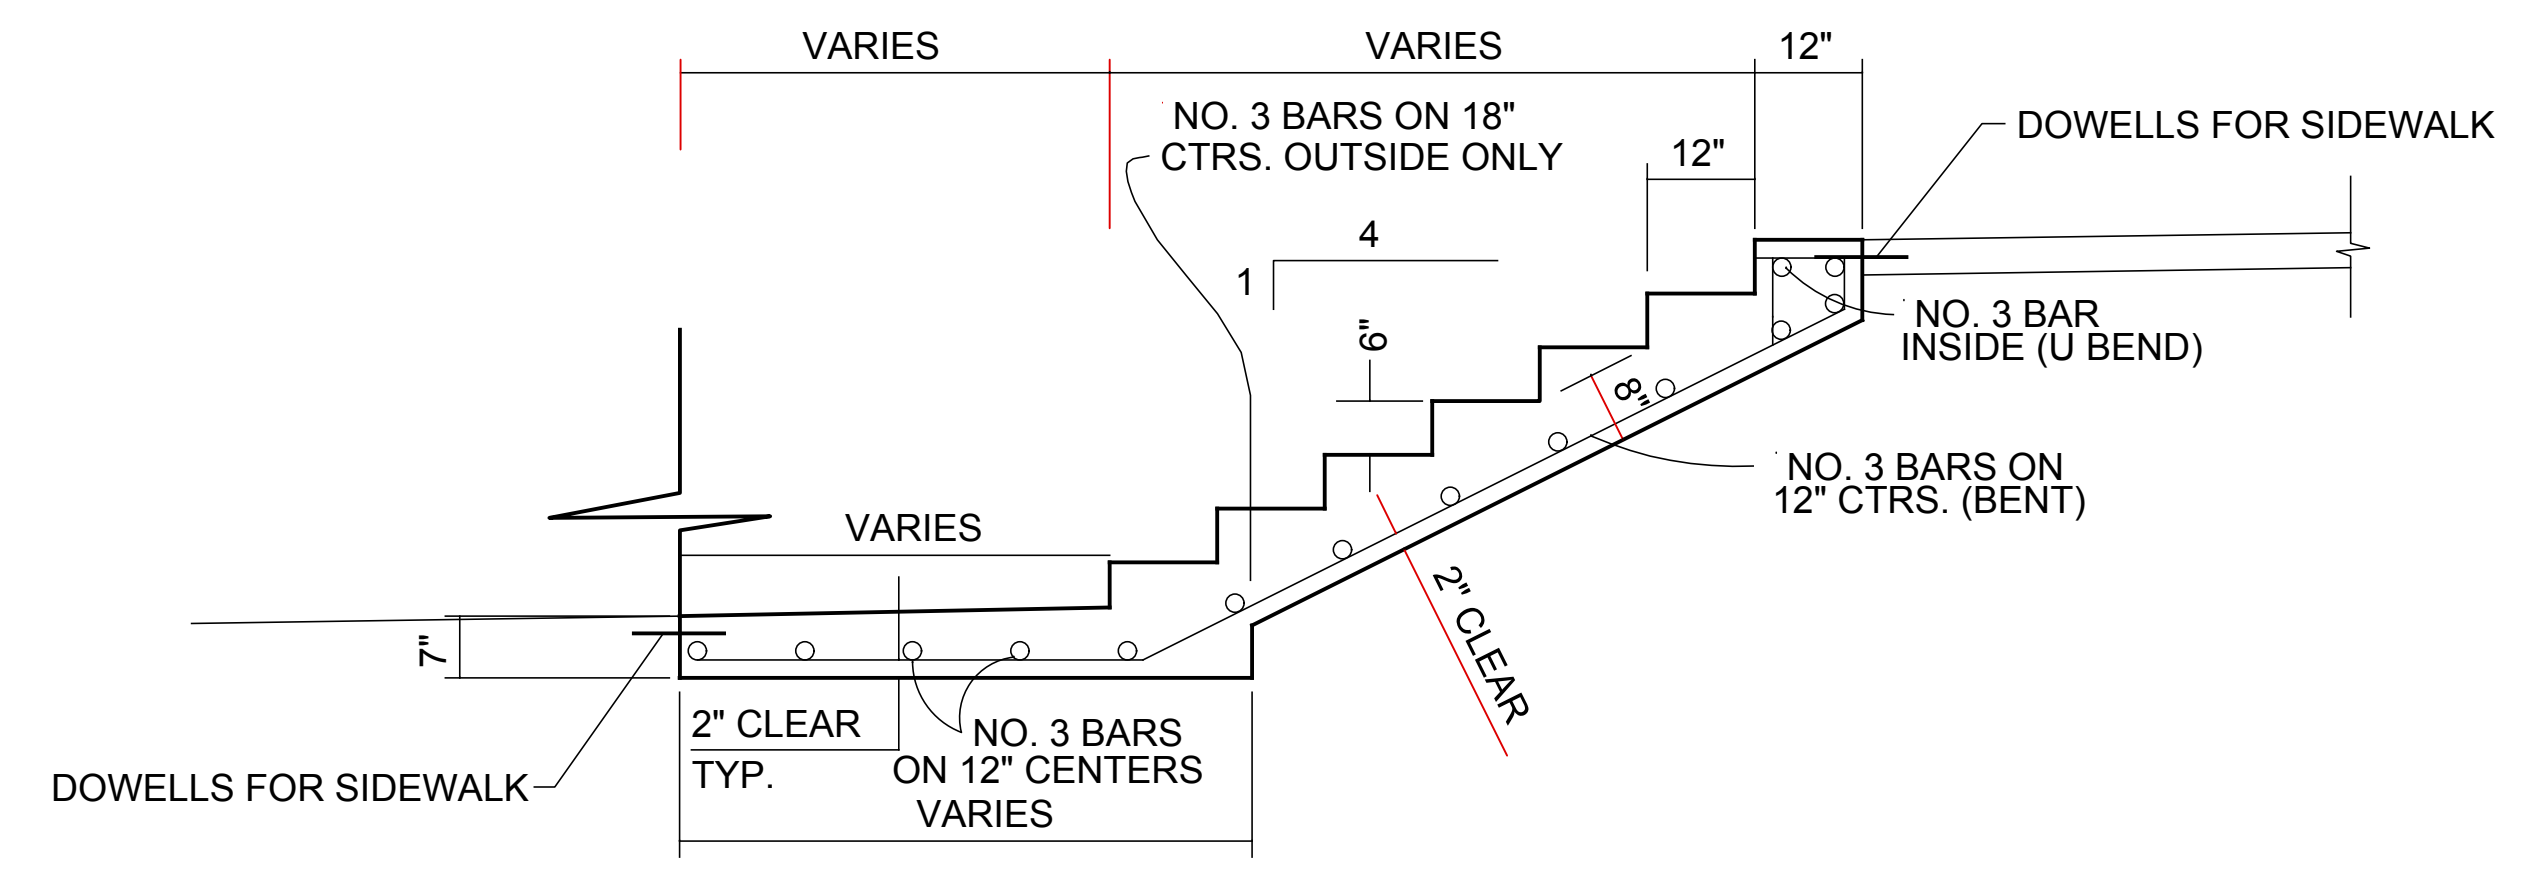 VARIES
VARIES
12"
NO. 3 BARS ON 18"
CTRS. OUTSIDE ONLY
DOWELLS FOR SIDEWALK
12"
4
1
6"
NO. 3 BAR
INSIDE (U BEND)
8"
NO. 3 BARS ON
12" CTRS. (BENT)
VARIES
7"
2" CLEAR
2" CLEAR
TYP.
NO. 3 BARS
ON 12" CENTERS
DOWELLS FOR SIDEWALK
VARIES